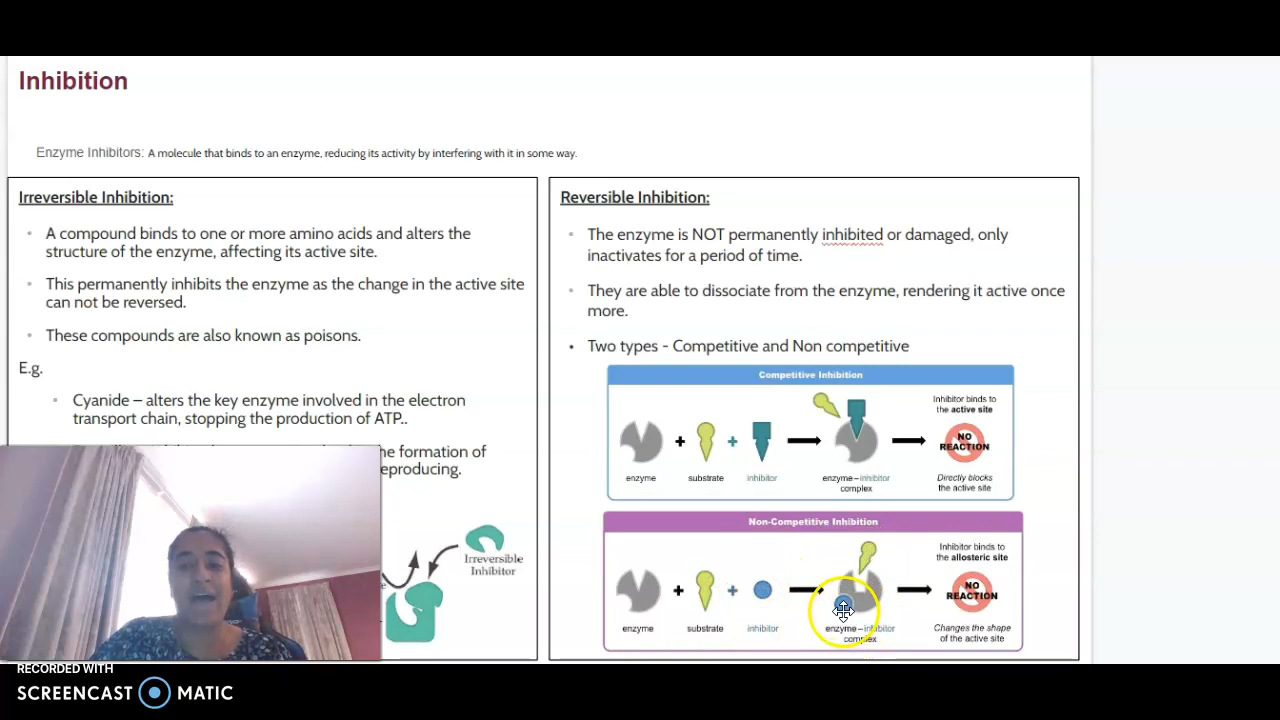 Inhibition
Enzyme Inhibitors: A molecule that binds to an enzyme, reducing its activity by interfering with it in some way.
Irreversible Inhibition:
A compound binds to one or more amino acids and alters the
structure of the enzyme, affecting its active site.
This permanently inhibits the enzyme as the change in the active site
can not be reversed.
These compounds are also known as poisons.
E.g.
Cyanide – alters the key enzyme involved in the electron
transport chain, stopping the production of ATP..
the formation of
eproducing.
Irreversible
Inhibitor
Reversible Inhibition:
The enzyme is NOT permanently inhibited or damaged, only
inactivates for a period of time.
They are able to dissociate from the enzyme, rendering it active once
more.
• Two types - Competitive and Non competitive
Competitive Inhibition
Inhibitor binds to
the active site
+ +
NO
REACTION
enzyme substrate inhibitor enzyme–inhibitor
complex
Directly blocks
the active site
Non-Competitive Inhibition
Inhibitor binds to
the allosteric site
+ +
NO
REACTION
enzyme substrate inhibitor enzyme–inhibitor
complex
Changes the shape
of the active site
RECORDED WITH
SCREENCAST MATIC